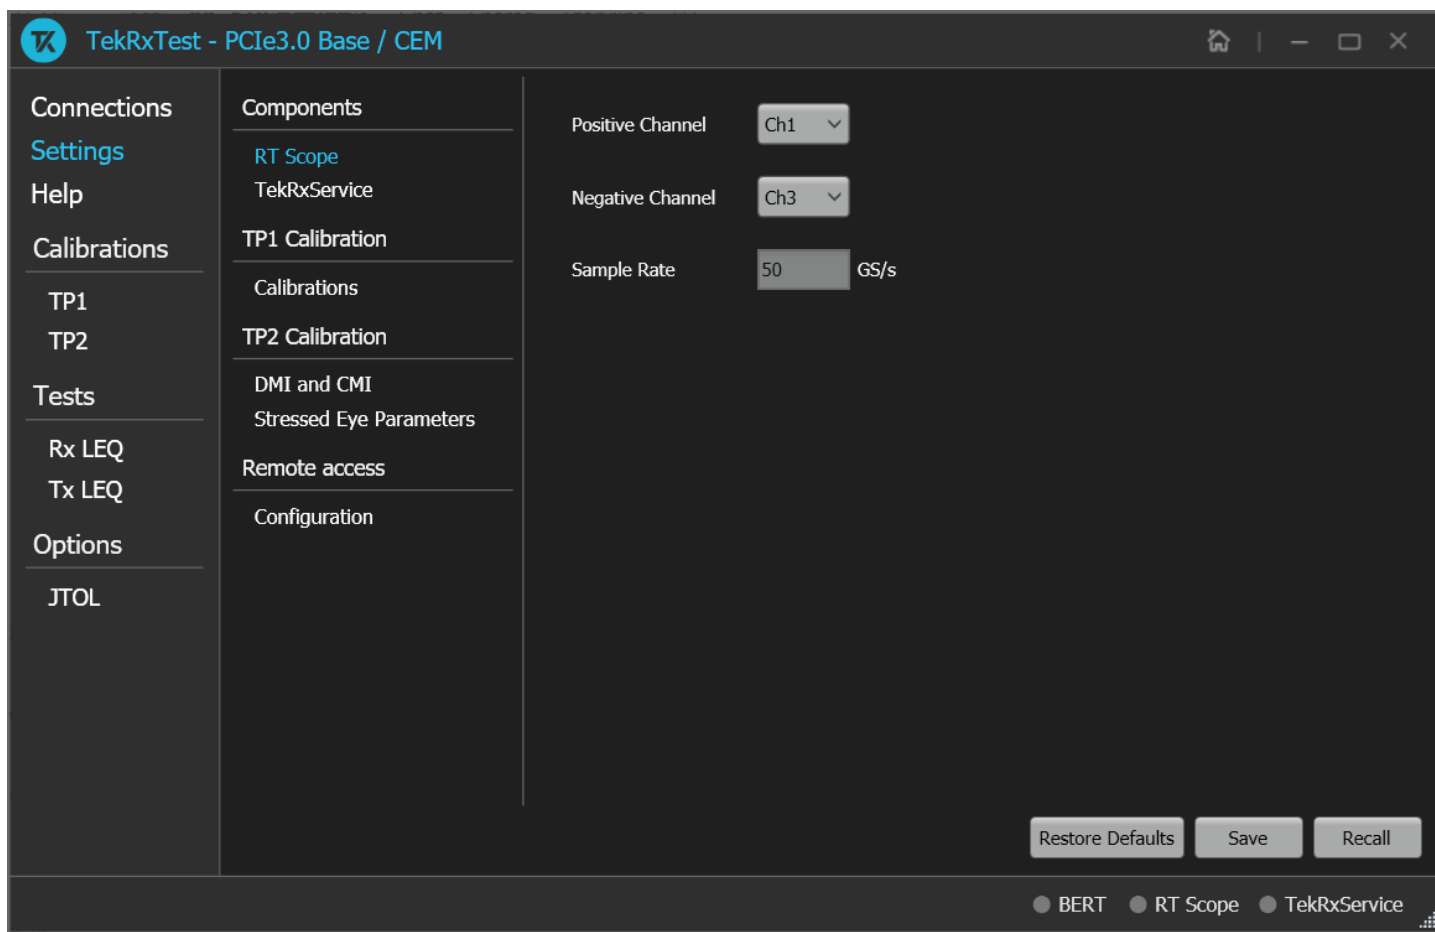 TekRxTest - PCIe3.0 Base / CEM
Connections
Settings
Help
Calibrations
TP1
TP2
Tests
Rx LEQ
Tx LEQ
Options
JTOL
Components
RT Scope
TekRxService
TP1 Calibration
Calibrations
TP2 Calibration
DMI and CMI
Stressed Eye Parameters
Remote access
Configuration
Positive Channel Ch1
Negative Channel Ch3
Sample Rate 50 GS/s
Restore Defaults Save Recall
BERT RT Scope TekRxService